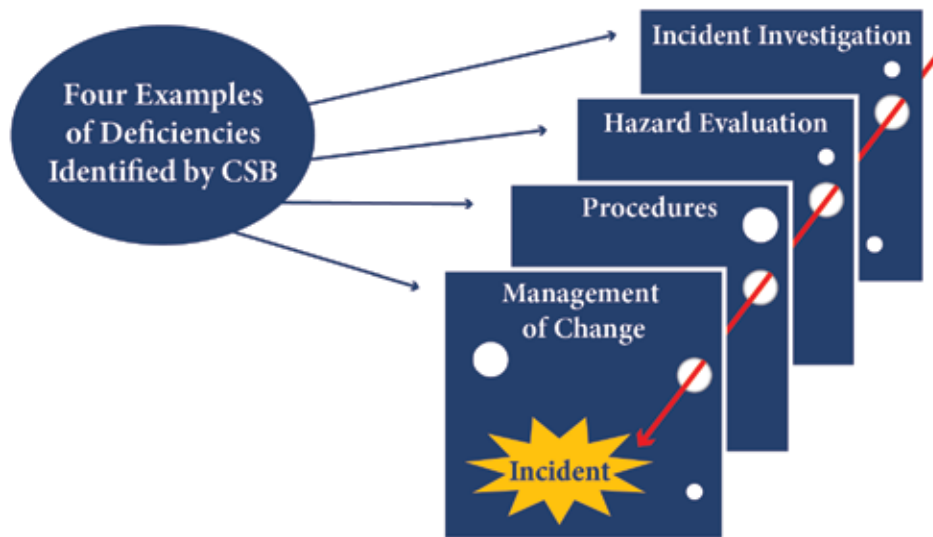 Four Examples
of Deficiencies
Identified by CSB
Incident Investigation
Hazard Evaluation
Procedures
Management
of Change
Incident